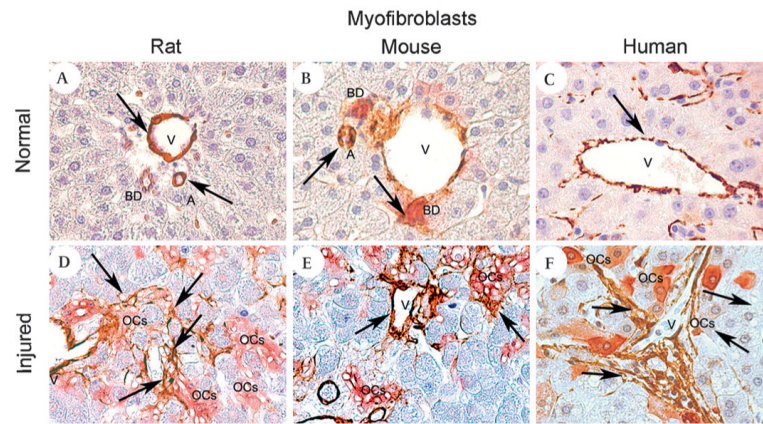 Myofibroblasts
Rat
Mouse
Human
Normal
A
V
BD
A
B
BD
A
V
BD
C
V
Injured
D
OCs
V
OCs
OCs
OCs
E
OCs
V
OCs
F
OCs
OCs
V
OCs